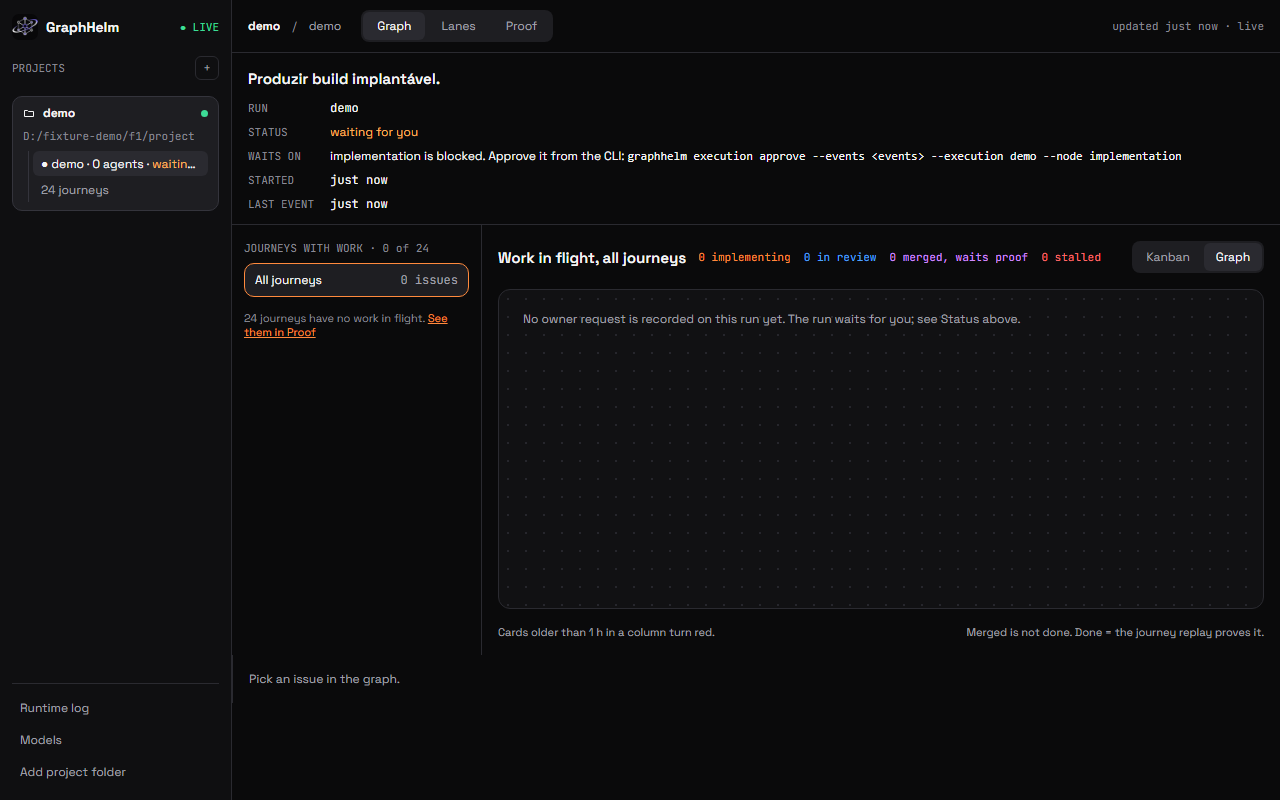 GraphHelm
● LIVE
PROJECTS
+
demo
D:/fixture-demo/f1/project
● demo · 0 agents · waitin…
24 journeys
Runtime log
Models
Add project folder
demo / demo
Graph
Lanes
Proof
updated just now · live
Produzir build implantável.
RUN demo
STATUS waiting for you
WAITS ON implementation is blocked. Approve it from the CLI: graphhelm execution approve --events <events> --execution demo --node implementation
STARTED just now
LAST EVENT just now
JOURNEYS WITH WORK · 0 of 24
All journeys 0 issues
24 journeys have no work in flight. See
them in Proof
Work in flight, all journeys 0 implementing 0 in review 0 merged, waits proof 0 stalled
Kanban
Graph
No owner request is recorded on this run yet. The run waits for you; see Status above.
Cards older than 1 h in a column turn red.
Merged is not done. Done = the journey replay proves it.
Pick an issue in the graph.